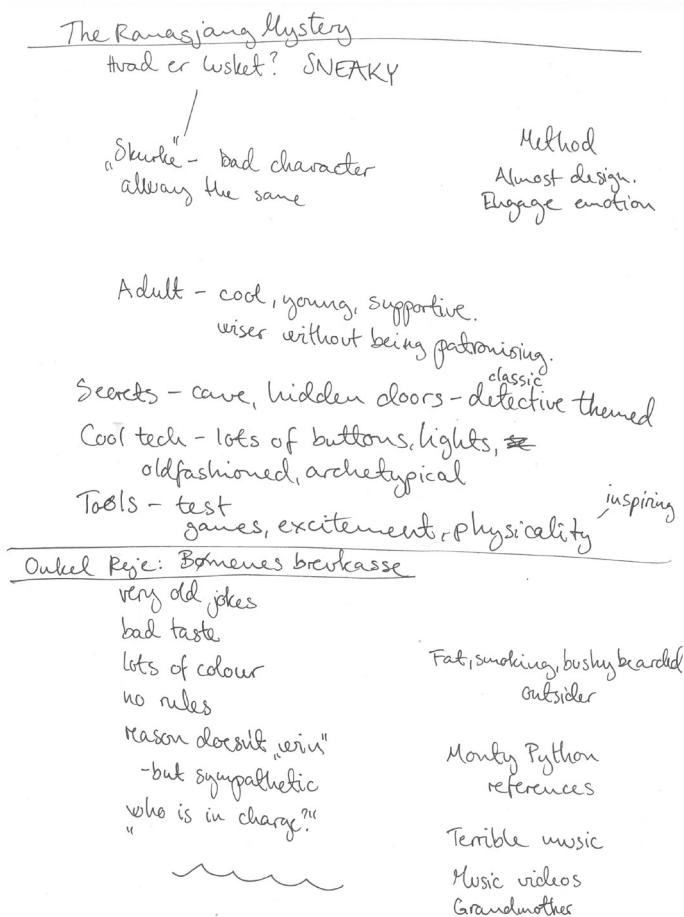 The Ramasjang Mystery
Hvad er lusket? SNEAKY
„Skurke" - bad character
allways the same
Method
Almost design.
Engage emotion
Adult - cool, young, supportive.
wiser without being patronising.
classic
Secrets - cave, hidden doors - detective themed
Cool tech - lots of buttons, lights,
oldfashioned, archetypical
Tools - test
games, excitement, physicality
inspiring
Onkel Reje: Børnenes brevkasse
very old jokes
bad taste
lots of colour
no rules
reason doesn't „win"
-but sympathetic
„who is in charge?"
Fat, smoking, bushybearded
outsider
Monty Python
references
Terrible music
Music videos
Grandmother